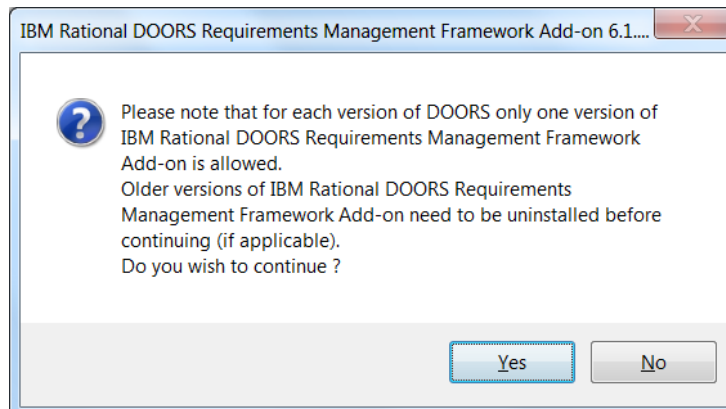 IBM Rational DOORS Requirements Management Framework Add-on 6.1....
Please note that for each version of DOORS only one version of
IBM Rational DOORS Requirements Management Framework
Add-on is allowed.
Older versions of IBM Rational DOORS Requirements
Management Framework Add-on need to be uninstalled before
continuing (if applicable).
Do you wish to continue ?
Yes
No